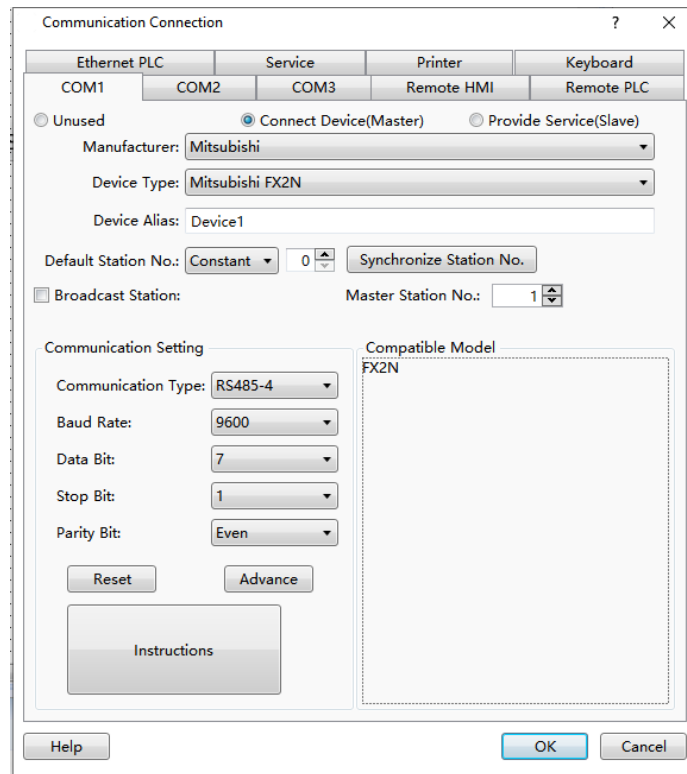 Communication Connection
? ×
Ethernet PLC Service Printer Keyboard
COM1 COM2 COM3 Remote HMI Remote PLC
Unused Connect Device(Master) Provide Service(Slave)
Manufacturer: Mitsubishi
Device Type: Mitsubishi FX2N
Device Alias: Device1
Default Station No.: Constant 0 Synchronize Station No.
Broadcast Station: Master Station No.: 1
Communication Setting
Communication Type: RS485-4
Baud Rate: 9600
Data Bit: 7
Stop Bit: 1
Parity Bit: Even
Reset Advance
Instructions
Compatible Model
FX2N
Help OK Cancel